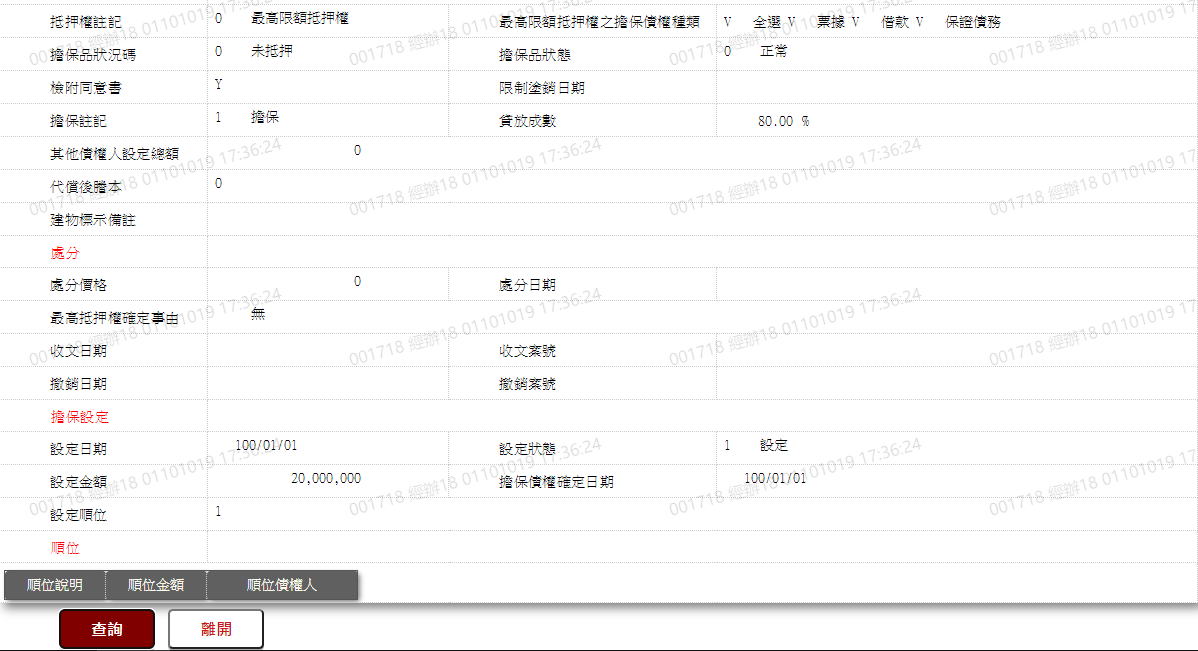 抵押權註記 0 最高限額抵押權 最高限額抵押權之擔保債權種類 V 全選 V 票據 V 借款 V 保證債務
擔保品狀況碼 0 未抵押 擔保品狀態 0 正常
檢附同意書 Y 限制塗銷日期
擔保註記 1 擔保 貸放成數 80.00 %
其他債權人設定總額 0
代償後謄本 0
建物標示備註
處分
處分價格 0 處分日期
最高抵押權確定事由 無
收文日期 收文案號
撤銷日期 撤銷案號
擔保設定
設定日期 100/01/01 設定狀態 1 設定
設定金額 20,000,000 擔保債權確定日期 100/01/01
設定順位 1
順位
順位說明 順位金額 順位債權人
查詢 離開
001718 經辦18 01101019 17:36:24